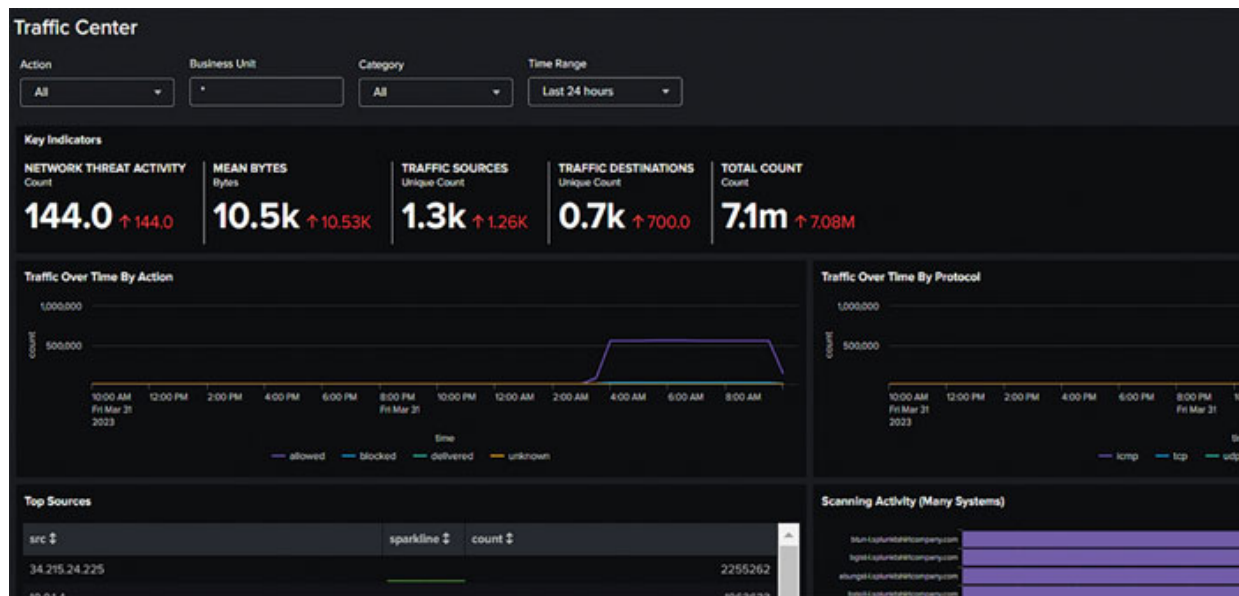 Traffic Center
Action Business Unit Category Time Range
All * All Last 24 hours
Key Indicators
NETWORK THREAT ACTIVITY MEAN BYTES TRAFFIC SOURCES TRAFFIC DESTINATIONS TOTAL COUNT
Count Bytes Unique Count Unique Count Count
144.0 144.0 10.5k 10.53K 1.3k 1.26K 0.7k 700.0 7.1m 7.08M
Traffic Over Time By Action
1,000,000
count
500,000
10:00 AM 12:00 PM 2:00 PM 4:00 PM 6:00 PM 8:00 PM 10:00 PM 12:00 AM 2:00 AM 4:00 AM 6:00 AM 8:00 AM
Fri Mar 31 Fri Mar 31
2023
time
allowed blocked delivered unknown
Traffic Over Time By Protocol
1,000,000
count
500,000
10:00 AM 12:00 PM 2:00 PM 4:00 PM 6:00 PM 8:00 PM
Fri Mar 31 Fri Mar 31
2023
icmp tcp udp
Top Sources
src sparkline count
34.215.24.225 2255262
Scanning Activity (Many Systems)